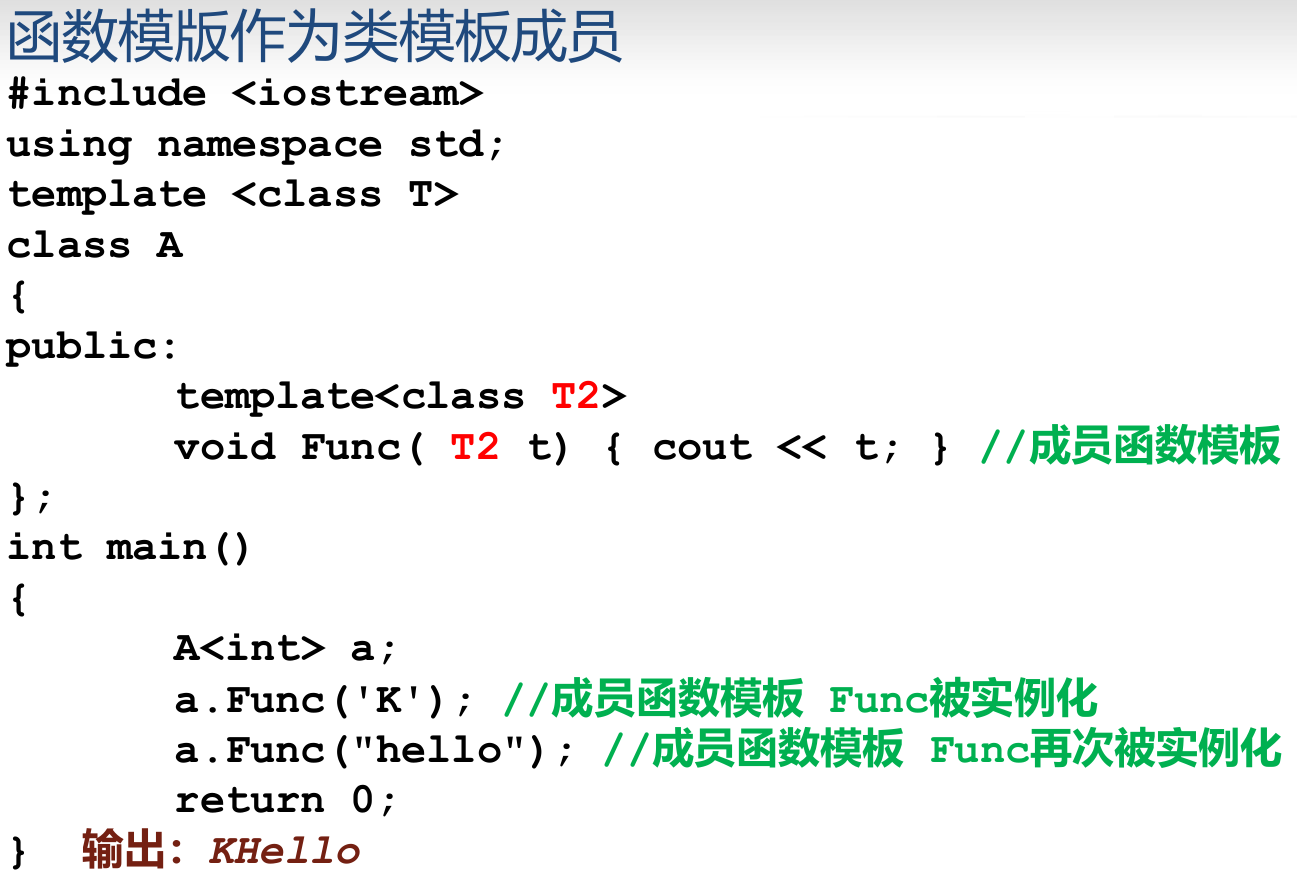 函数模版作为类模板成员
#include <iostream>
using namespace std;
template <class T>
class A
{
public:
template<class T2>
void Func( T2 t) { cout << t; } //成员函数模板
};
int main()
{
A<int> a;
a.Func('K'); //成员函数模板 Func被实例化
a.Func("hello"); //成员函数模板 Func再次被实例化
return 0;
} 输出：KHello